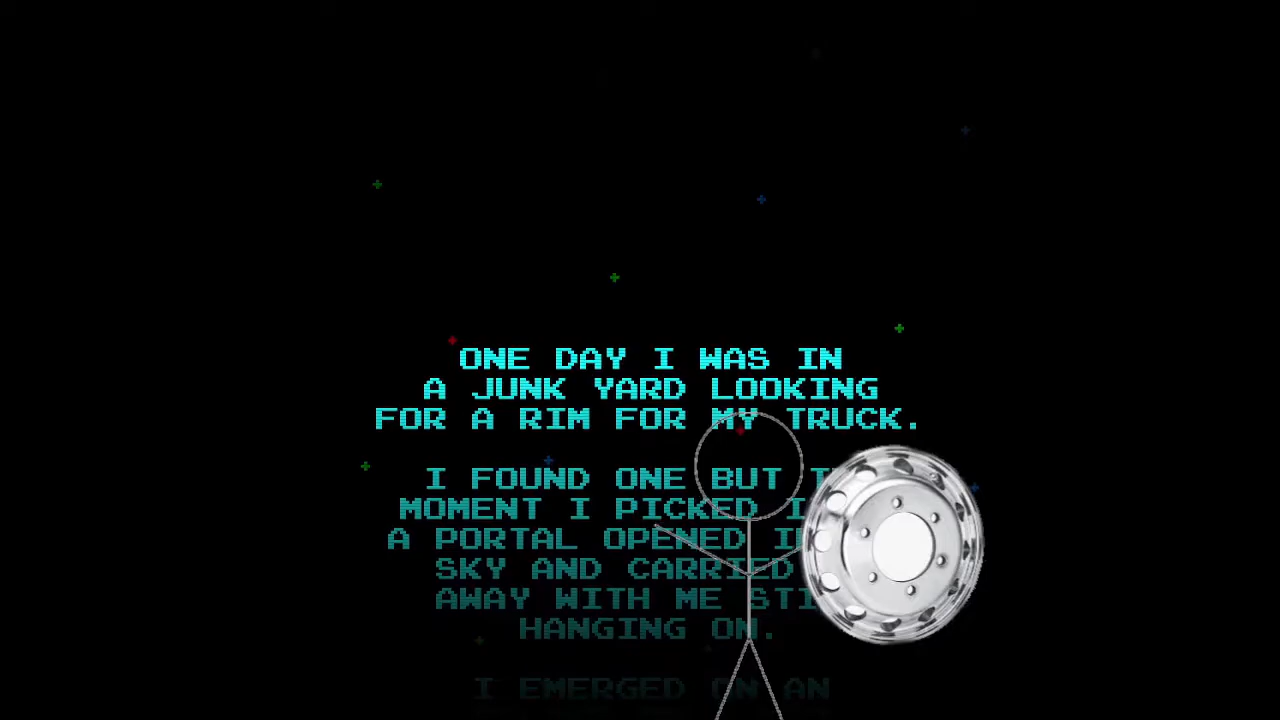 ONE DAY I WAS IN
A JUNK YARD LOOKING
FOR A RIM FOR MY TRUCK.
I FOUND ONE BUT
MOMENT I PICKED
A PORTAL OPENED
SKY AND CARRIED
AWAY WITH ME
HANGING ON.
I EMERGED ON AN